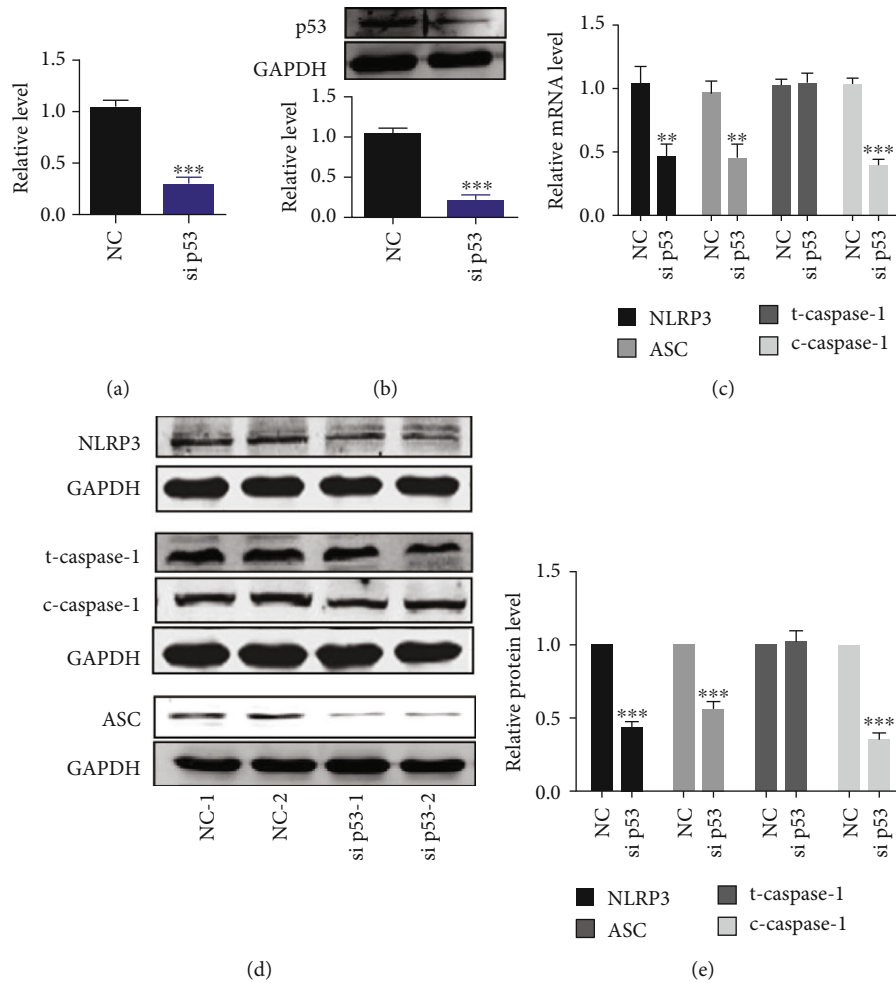 p53
GAPDH
Relative level
1.5
1.0
0.5
0.0
***
NC
si p53
(a)
Relative level
1.5
1.0
0.5
0.0
***
NC
si p53
(b)
Relative mRNA level
1.5
1.0
0.5
0.0
**
**
***
NC
si p53
NC
si p53
NC
si p53
NC
si p53
NLRP3
t-caspase-1
ASC
c-caspase-1
(c)
NLRP3
GAPDH
t-caspase-1
c-caspase-1
GAPDH
ASC
GAPDH
NC-1
NC-2
si p53-1
si p53-2
(d)
Relative protein level
1.5
1.0
0.5
0.0
***
***
***
NC
si p53
NC
si p53
NC
si p53
NC
si p53
NLRP3
t-caspase-1
ASC
c-caspase-1
(e)